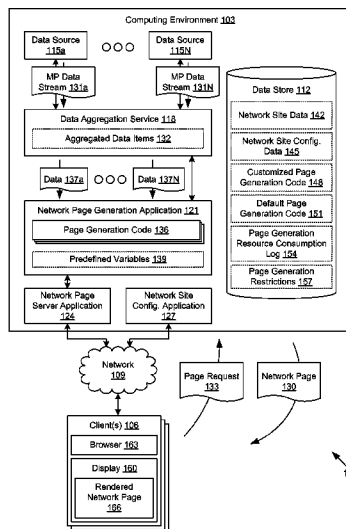 Computing Environment 103
Data Source
115a
Data Source
115N
MP Data
Stream 131a
MP Data
Stream 131N
Data Aggregation Service 118
Aggregated Data Items 132
Data 137a
Data 137N
Network Page Generation Application 121
Page Generation Code 136
Predefined Variables 139
Network Page
Server Application
124
Network Site
Config. Application
127
Data Store 112
Network Site Data 142
Network Site Config.
Data 145
Customized Page
Generation Code 148
Default Page
Generation Code 151
Page Generation
Resource Consumption
Log 154
Page Generation
Restrictions 157
Network
109
Page Request
133
Network Page
130
Client(s) 106
Browser 163
Display 160
Rendered
Network Page
166